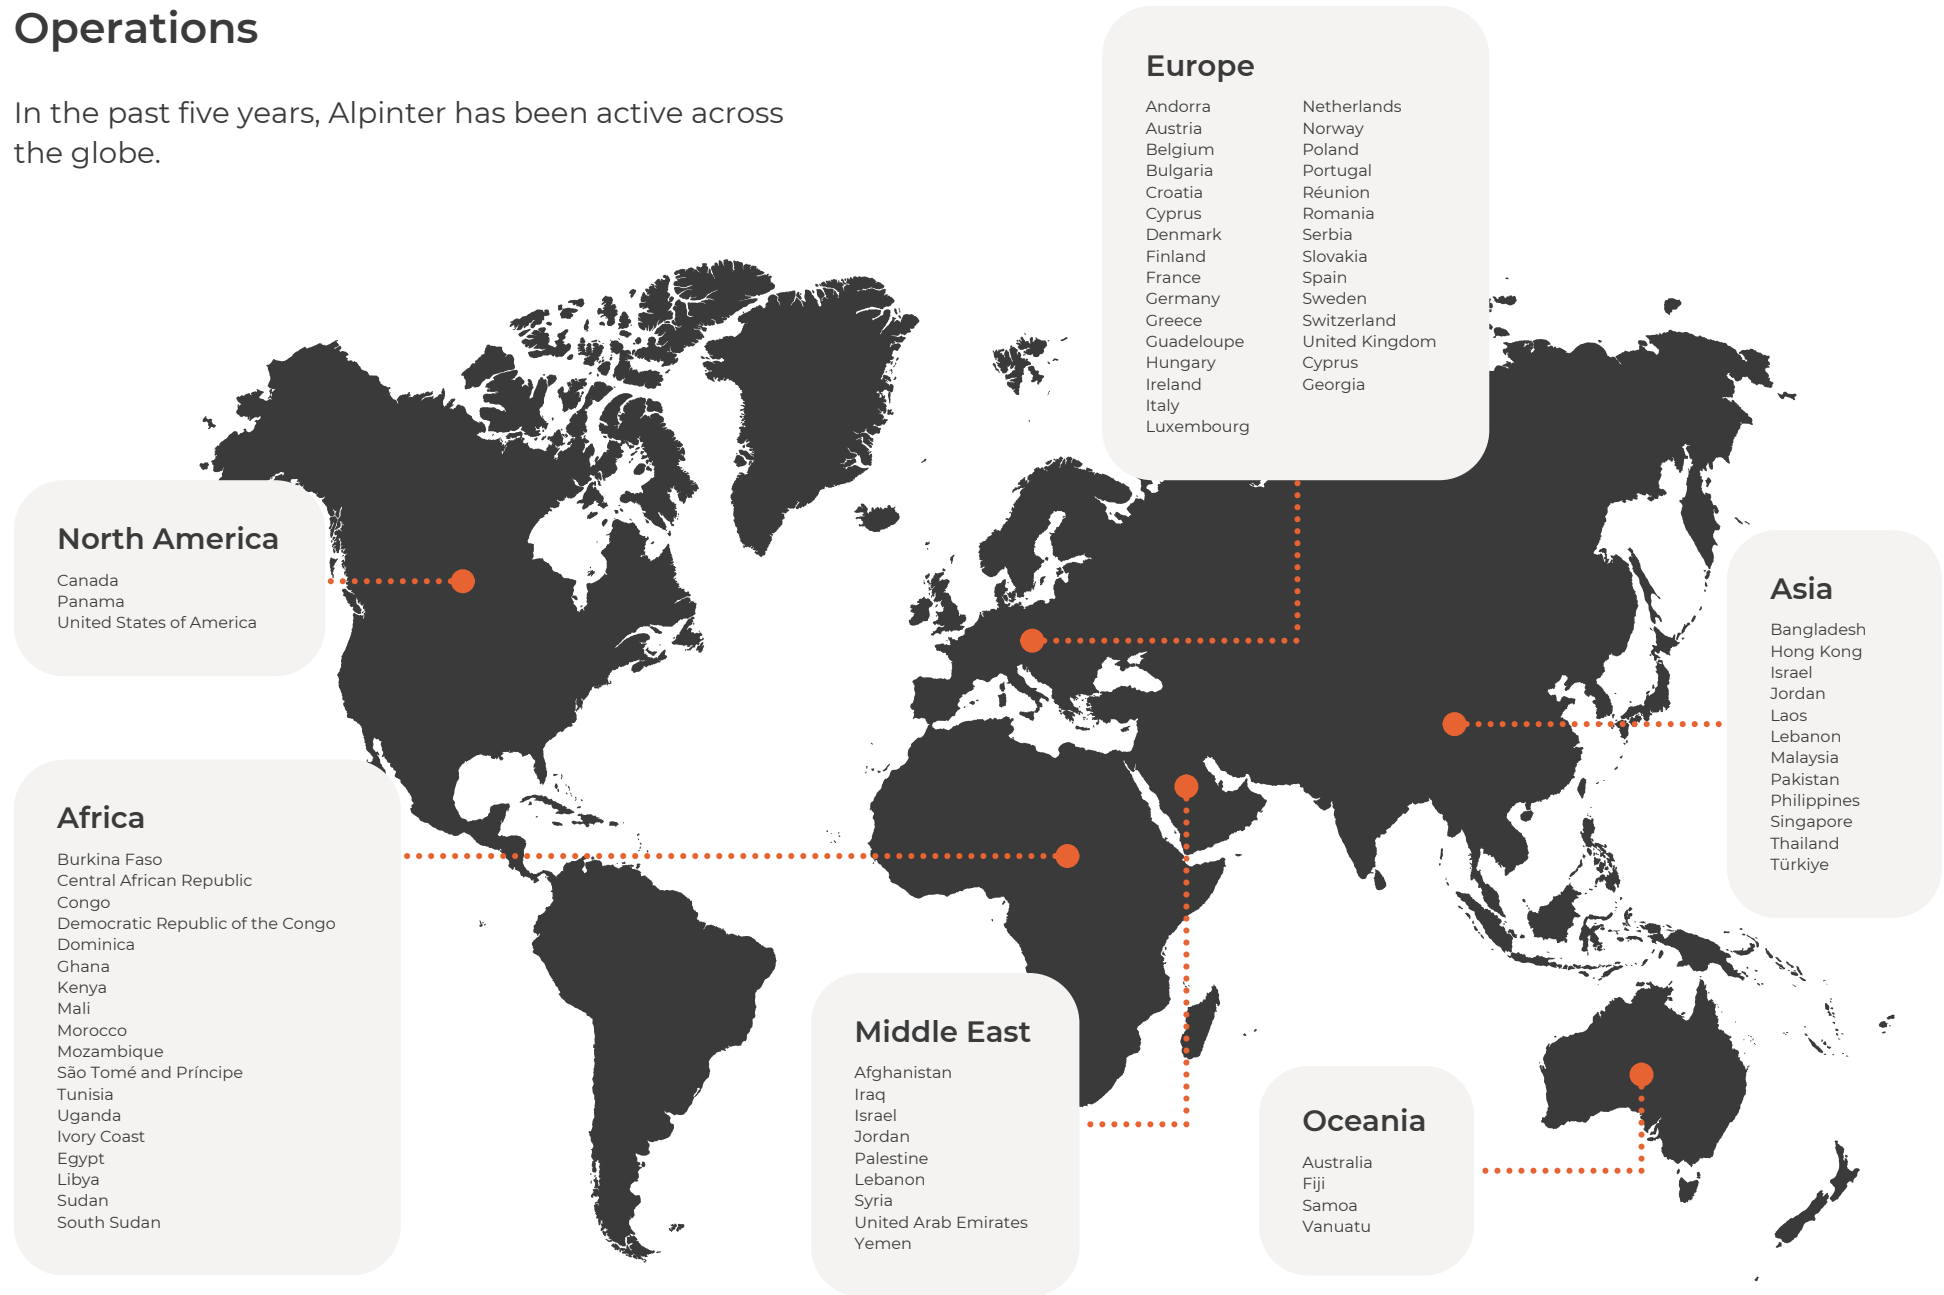 Operations
In the past five years, Alpinter has been active across
the globe.
Europe
Andorra
Austria
Belgium
Bulgaria
Croatia
Cyprus
Denmark
Finland
France
Germany
Greece
Guadeloupe
Hungary
Ireland
Italy
Luxembourg
Netherlands
Norway
Poland
Portugal
Réunion
Romania
Serbia
Slovakia
Spain
Sweden
Switzerland
United Kingdom
Cyprus
Georgia
North America
Canada
Panama
United States of America
Asia
Bangladesh
Hong Kong
Israel
Jordan
Laos
Lebanon
Malaysia
Pakistan
Philippines
Singapore
Thailand
Türkiye
Africa
Burkina Faso
Central African Republic
Congo
Democratic Republic of the Congo
Dominica
Ghana
Kenya
Mali
Morocco
Mozambique
São Tomé and Príncipe
Tunisia
Uganda
Ivory Coast
Egypt
Libya
Sudan
South Sudan
Middle East
Afghanistan
Iraq
Israel
Jordan
Palestine
Lebanon
Syria
United Arab Emirates
Yemen
Oceania
Australia
Fiji
Samoa
Vanuatu